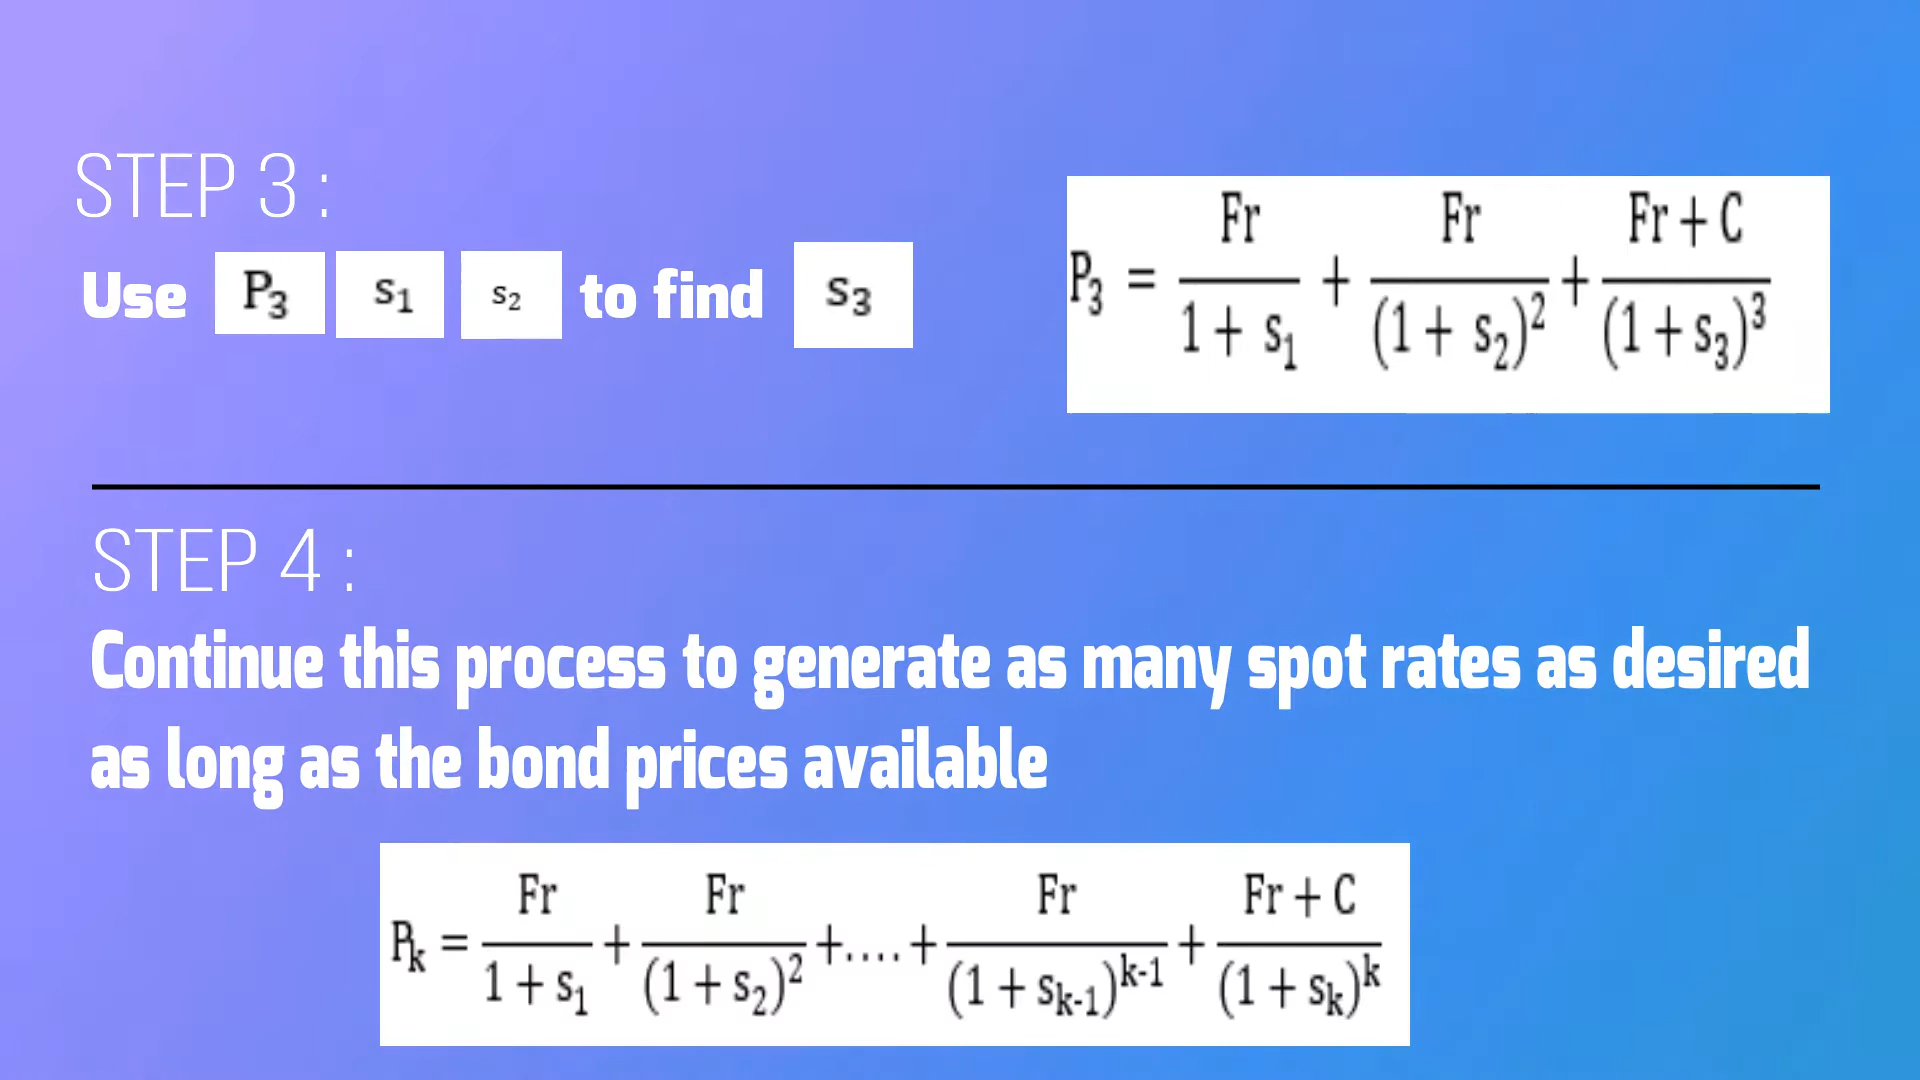 STEP 3 :
Use P₃ s₁ s₂ to find s₃
P₃ = Fr/(1 + s₁) + Fr/(1 + s₂)² + (Fr + C)/(1 + s₃)³
STEP 4 :
Continue this process to generate as many spot rates as desired
as long as the bond prices available
Pₖ = Fr/(1 + s₁) + Fr/(1 + s₂)² +....+ Fr/(1 + sₖ₋₁)ᵏ⁻¹ + (Fr + C)/(1 + sₖ)ᵏ